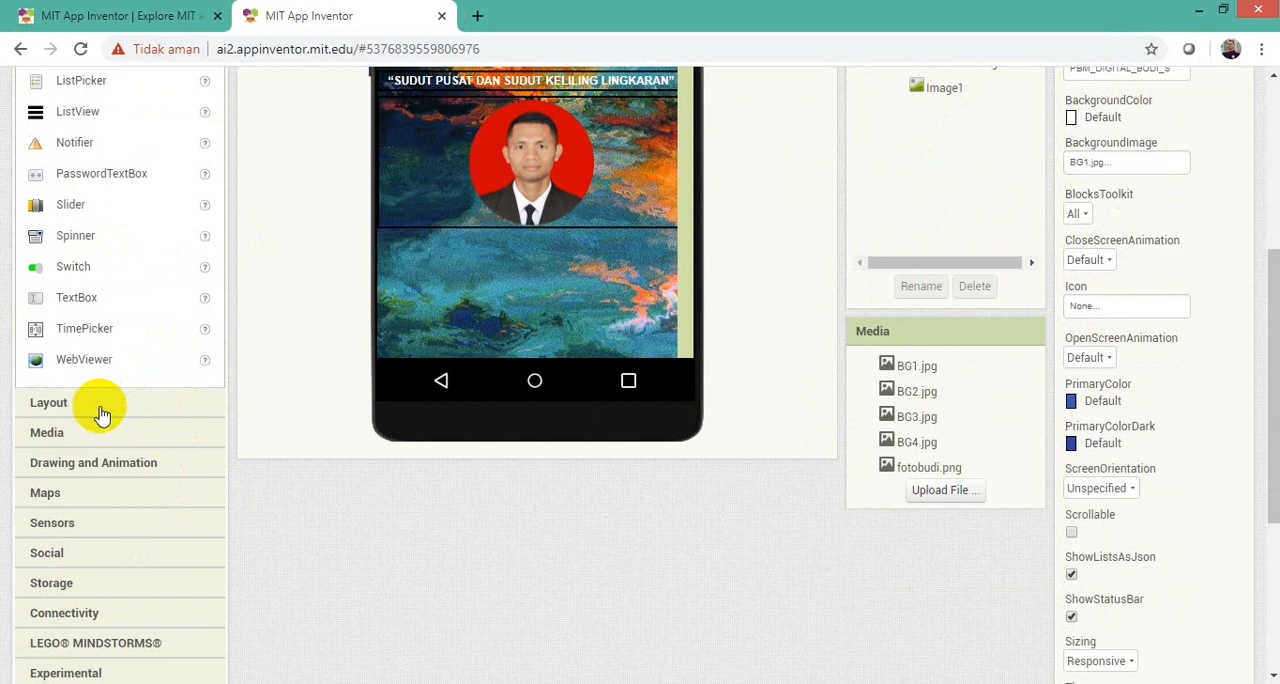 MIT App Inventor | Explore MIT
MIT App Inventor
Tidak aman
ai2.appinventor.mit.edu/#5376839559806976
ListPicker
ListView
Notifier
PasswordTextBox
Slider
Spinner
Switch
TextBox
TimePicker
WebViewer
Layout
Media
Drawing and Animation
Maps
Sensors
Social
Storage
Connectivity
LEGO® MINDSTORMS®
Experimental
“SUDUT PUSAT DAN SUDUT KELILING LINGKARAN”
Image1
Rename
Delete
Media
BG1.jpg
BG2.jpg
BG3.jpg
BG4.jpg
fotobudi.png
Upload File ...
PBM_DIGITAL_BUDI_S
BackgroundColor
Default
BackgroundImage
BG1.jpg...
BlocksToolkit
All
CloseScreenAnimation
Default
Icon
None...
OpenScreenAnimation
Default
PrimaryColor
Default
PrimaryColorDark
Default
ScreenOrientation
Unspecified
Scrollable
ShowListsAsJson
ShowStatusBar
Sizing
Responsive